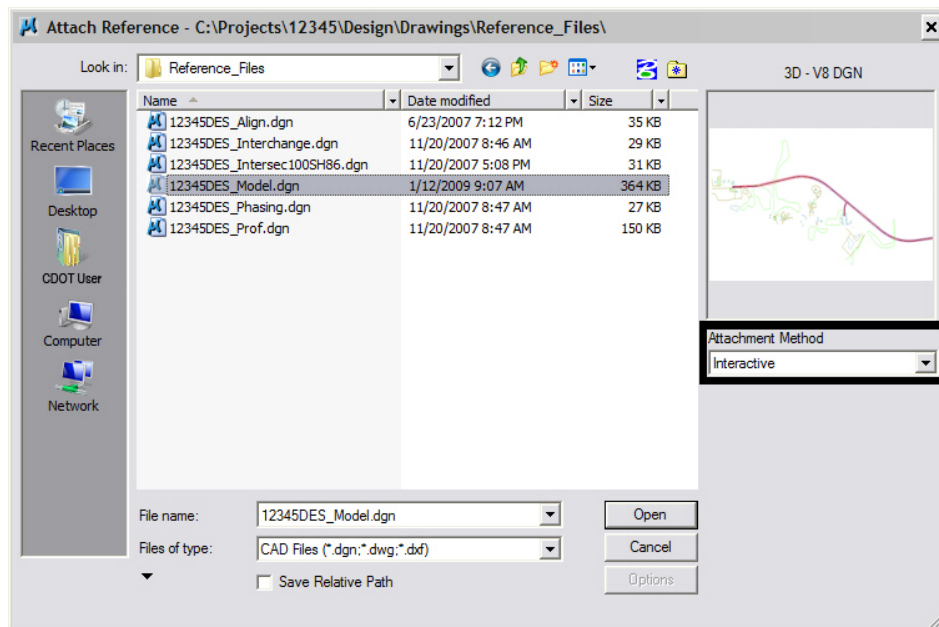 Attach Reference - C:\Projects\12345\Design\Drawings\Reference_Files\
Look in: Reference_Files
3D - V8 DGN
Name Date modified Size
12345DES_Align.dgn 6/23/2007 7:12 PM 35 KB
12345DES_Interchange.dgn 11/20/2007 8:46 AM 29 KB
12345DES_Intersec100SH86.dgn 11/20/2007 5:08 PM 31 KB
12345DES_Model.dgn 1/12/2009 9:07 AM 364 KB
12345DES_Phasing.dgn 11/20/2007 8:47 AM 27 KB
12345DES_Prof.dgn 11/20/2007 8:47 AM 150 KB
Recent Places
Desktop
CDOT User
Computer
Network
Attachment Method
Interactive
File name: 12345DES_Model.dgn Open
Files of type: CAD Files (*.dgn;*.dwg;*.dxf) Cancel
Save Relative Path Options